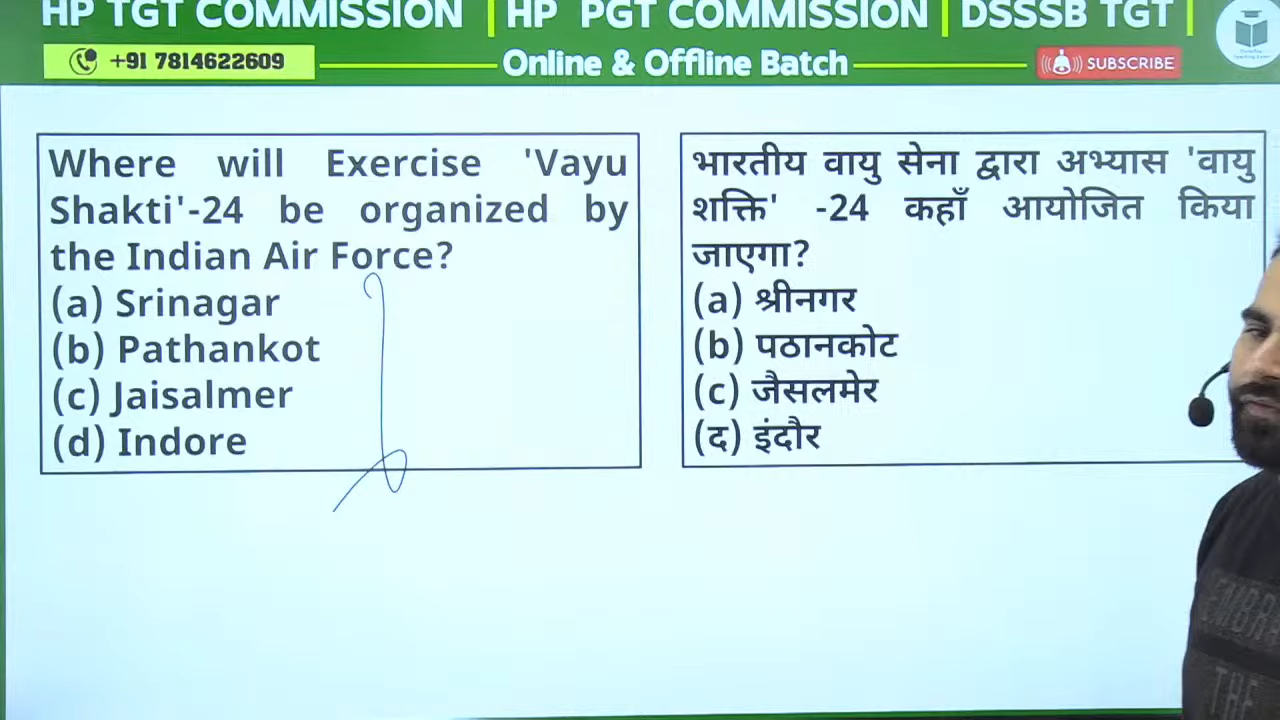 HP TGT COMMISSION | HP PGT COMMISSION | DSSSB TGT |
+91 7814622609
Online & Offline Batch
SUBSCRIBE
Where will Exercise 'Vayu
Shakti'-24 be organized by
the Indian Air Force?
(a) Srinagar
(b) Pathankot
(c) Jaisalmer
(d) Indore
भारतीय वायु सेना द्वारा अभ्यास 'वायु
शक्ति' -24 कहाँ आयोजित किया
जाएगा?
(a) श्रीनगर
(b) पठानकोट
(c) जैसलमेर
(द) इंदौर
THE